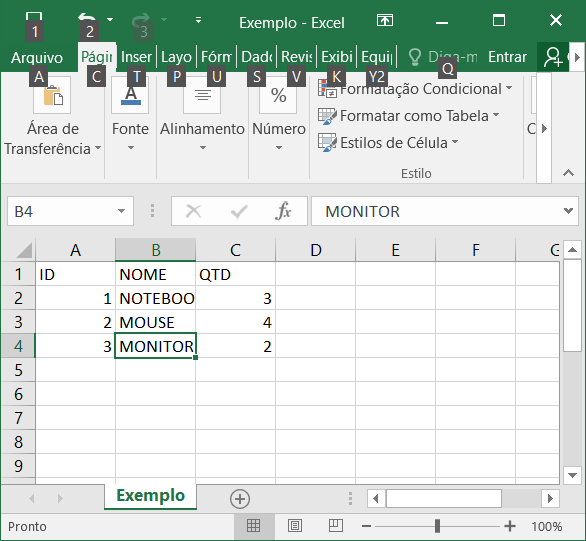 Exemplo - Excel
1 2 3
Arquivo Págir Inser Layo Fórr Dado Revis Exibi Equi Diga-m Entrar
A C T P U S V K Y2 Q
Área de Transferência
Fonte
Alinhamento
%
Número
Formatação Condicional
Formatar como Tabela
Estilos de Célula
Estilo
B4 fx MONITOR
A B C D E F
1 ID NOME QTD
2 1 NOTEBOO 3
3 2 MOUSE 4
4 3 MONITOR 2
5
6
7
8
9
Exemplo
Pronto 100%